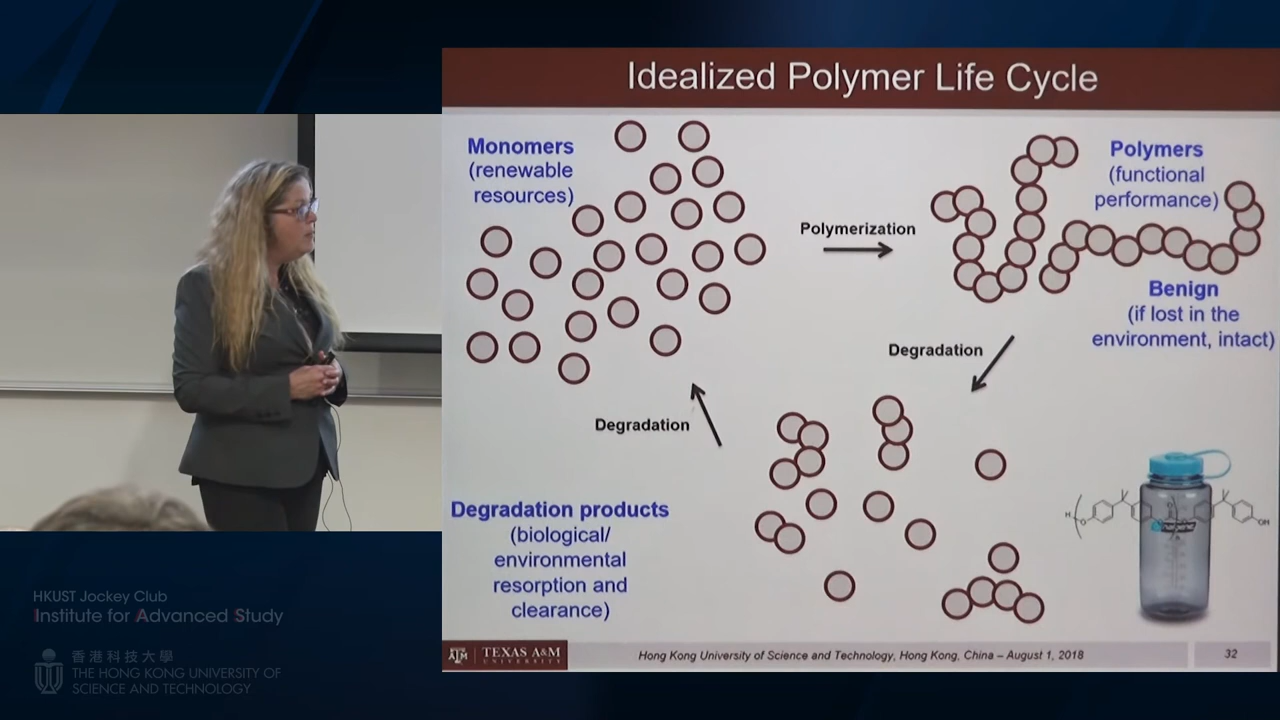 Idealized Polymer Life Cycle
Monomers
(renewable
resources)
Polymerization
Polymers
(functional
performance)
Benign
(if lost in the
environment, intact)
Degradation
Degradation
Degradation products
(biological/
environmental
resorption and
clearance)
H
O
OH
ATM
TEXAS A&M
UNIVERSITY
Hong Kong University of Science and Technology, Hong Kong, China – August 1, 2018
32
HKUST Jockey Club
Institute for Advanced Study
香港科技大學
THE HONG KONG UNIVERSITY OF
SCIENCE AND TECHNOLOGY